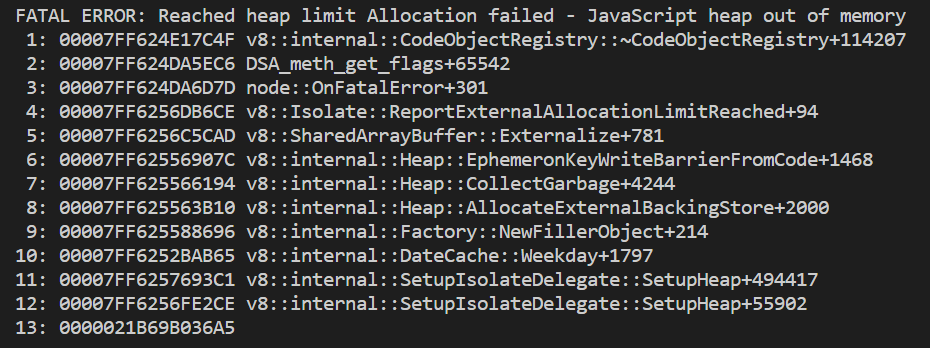 FATAL ERROR: Reached heap limit Allocation failed - JavaScript heap out of memory
1: 00007FF624E17C4F v8::internal::CodeObjectRegistry::~CodeObjectRegistry+114207
2: 00007FF624DA5EC6 DSA_meth_get_flags+65542
3: 00007FF624DA6D7D node::OnFatalError+301
4: 00007FF6256DB6CE v8::Isolate::ReportExternalAllocationLimitReached+94
5: 00007FF6256C5CAD v8::SharedArrayBuffer::Externalize+781
6: 00007FF62556907C v8::internal::Heap::EphemeronKeyWriteBarrierFromCode+1468
7: 00007FF625566194 v8::internal::Heap::CollectGarbage+4244
8: 00007FF625563B10 v8::internal::Heap::AllocateExternalBackingStore+2000
9: 00007FF625588696 v8::internal::Factory::NewFillerObject+214
10: 00007FF6252BAB65 v8::internal::DateCache::Weekday+1797
11: 00007FF6257693C1 v8::internal::SetupIsolateDelegate::SetupHeap+494417
12: 00007FF6256FE2CE v8::internal::SetupIsolateDelegate::SetupHeap+55902
13: 0000021B69B036A5